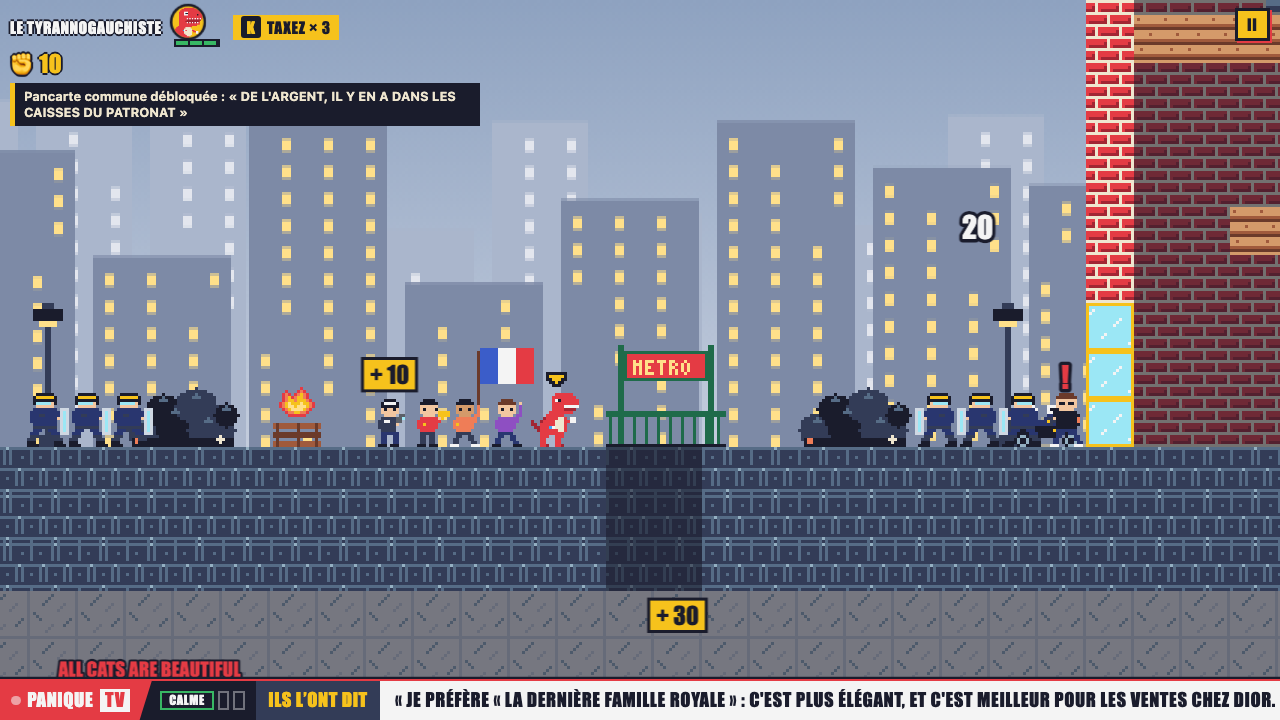 LE TYRANNOGAUCHISTE
K TAXEZ × 3
10
Pancarte commune débloquée : « DE L'ARGENT, IL Y EN A DANS LES
CAISSES DU PATRONAT »
20
+ 10
METRO
!
+ 30
ALL CATS ARE BEAUTIFUL
PANIQUE TV
CALME
ILS L'ONT DIT
« JE PRÉFÈRE « LA DERNIÈRE FAMILLE ROYALE » : C'EST PLUS ÉLÉGANT, ET C'EST MEILLEUR POUR LES VENTES CHEZ DIOR.